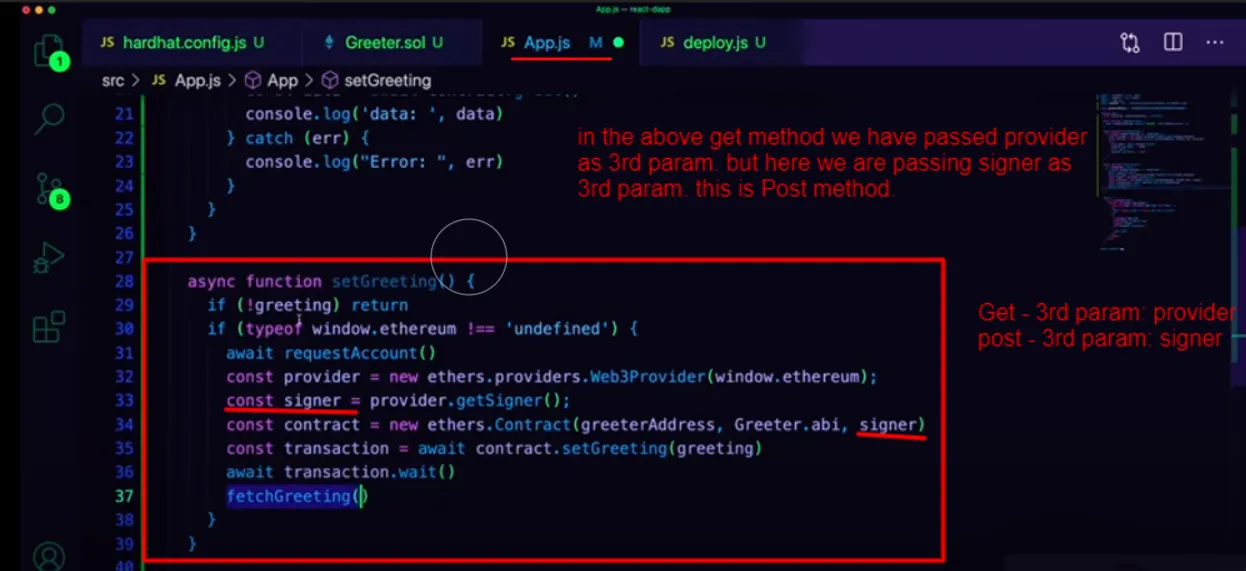 App.js — react-dapp
JS hardhat.config.js U
Greeter.sol U
JS App.js M
JS deploy.js U
src > JS App.js > App > setGreeting
21 console.log('data: ', data)
22 } catch (err) {
23 console.log("Error: ", err)
24 }
25 }
26 }
27
in the above get method we have passed provider
as 3rd param. but here we are passing signer as
3rd param. this is Post method.
28 async function setGreeting() {
29 if (!greeting) return
30 if (typeof window.ethereum !== 'undefined') {
31 await requestAccount()
32 const provider = new ethers.providers.Web3Provider(window.ethereum);
33 const signer = provider.getSigner();
34 const contract = new ethers.Contract(greeterAddress, Greeter.abi, signer)
35 const transaction = await contract.setGreeting(greeting)
36 await transaction.wait()
37 fetchGreeting()
38 }
39 }
40
Get - 3rd param: provider
post - 3rd param: signer
1
8